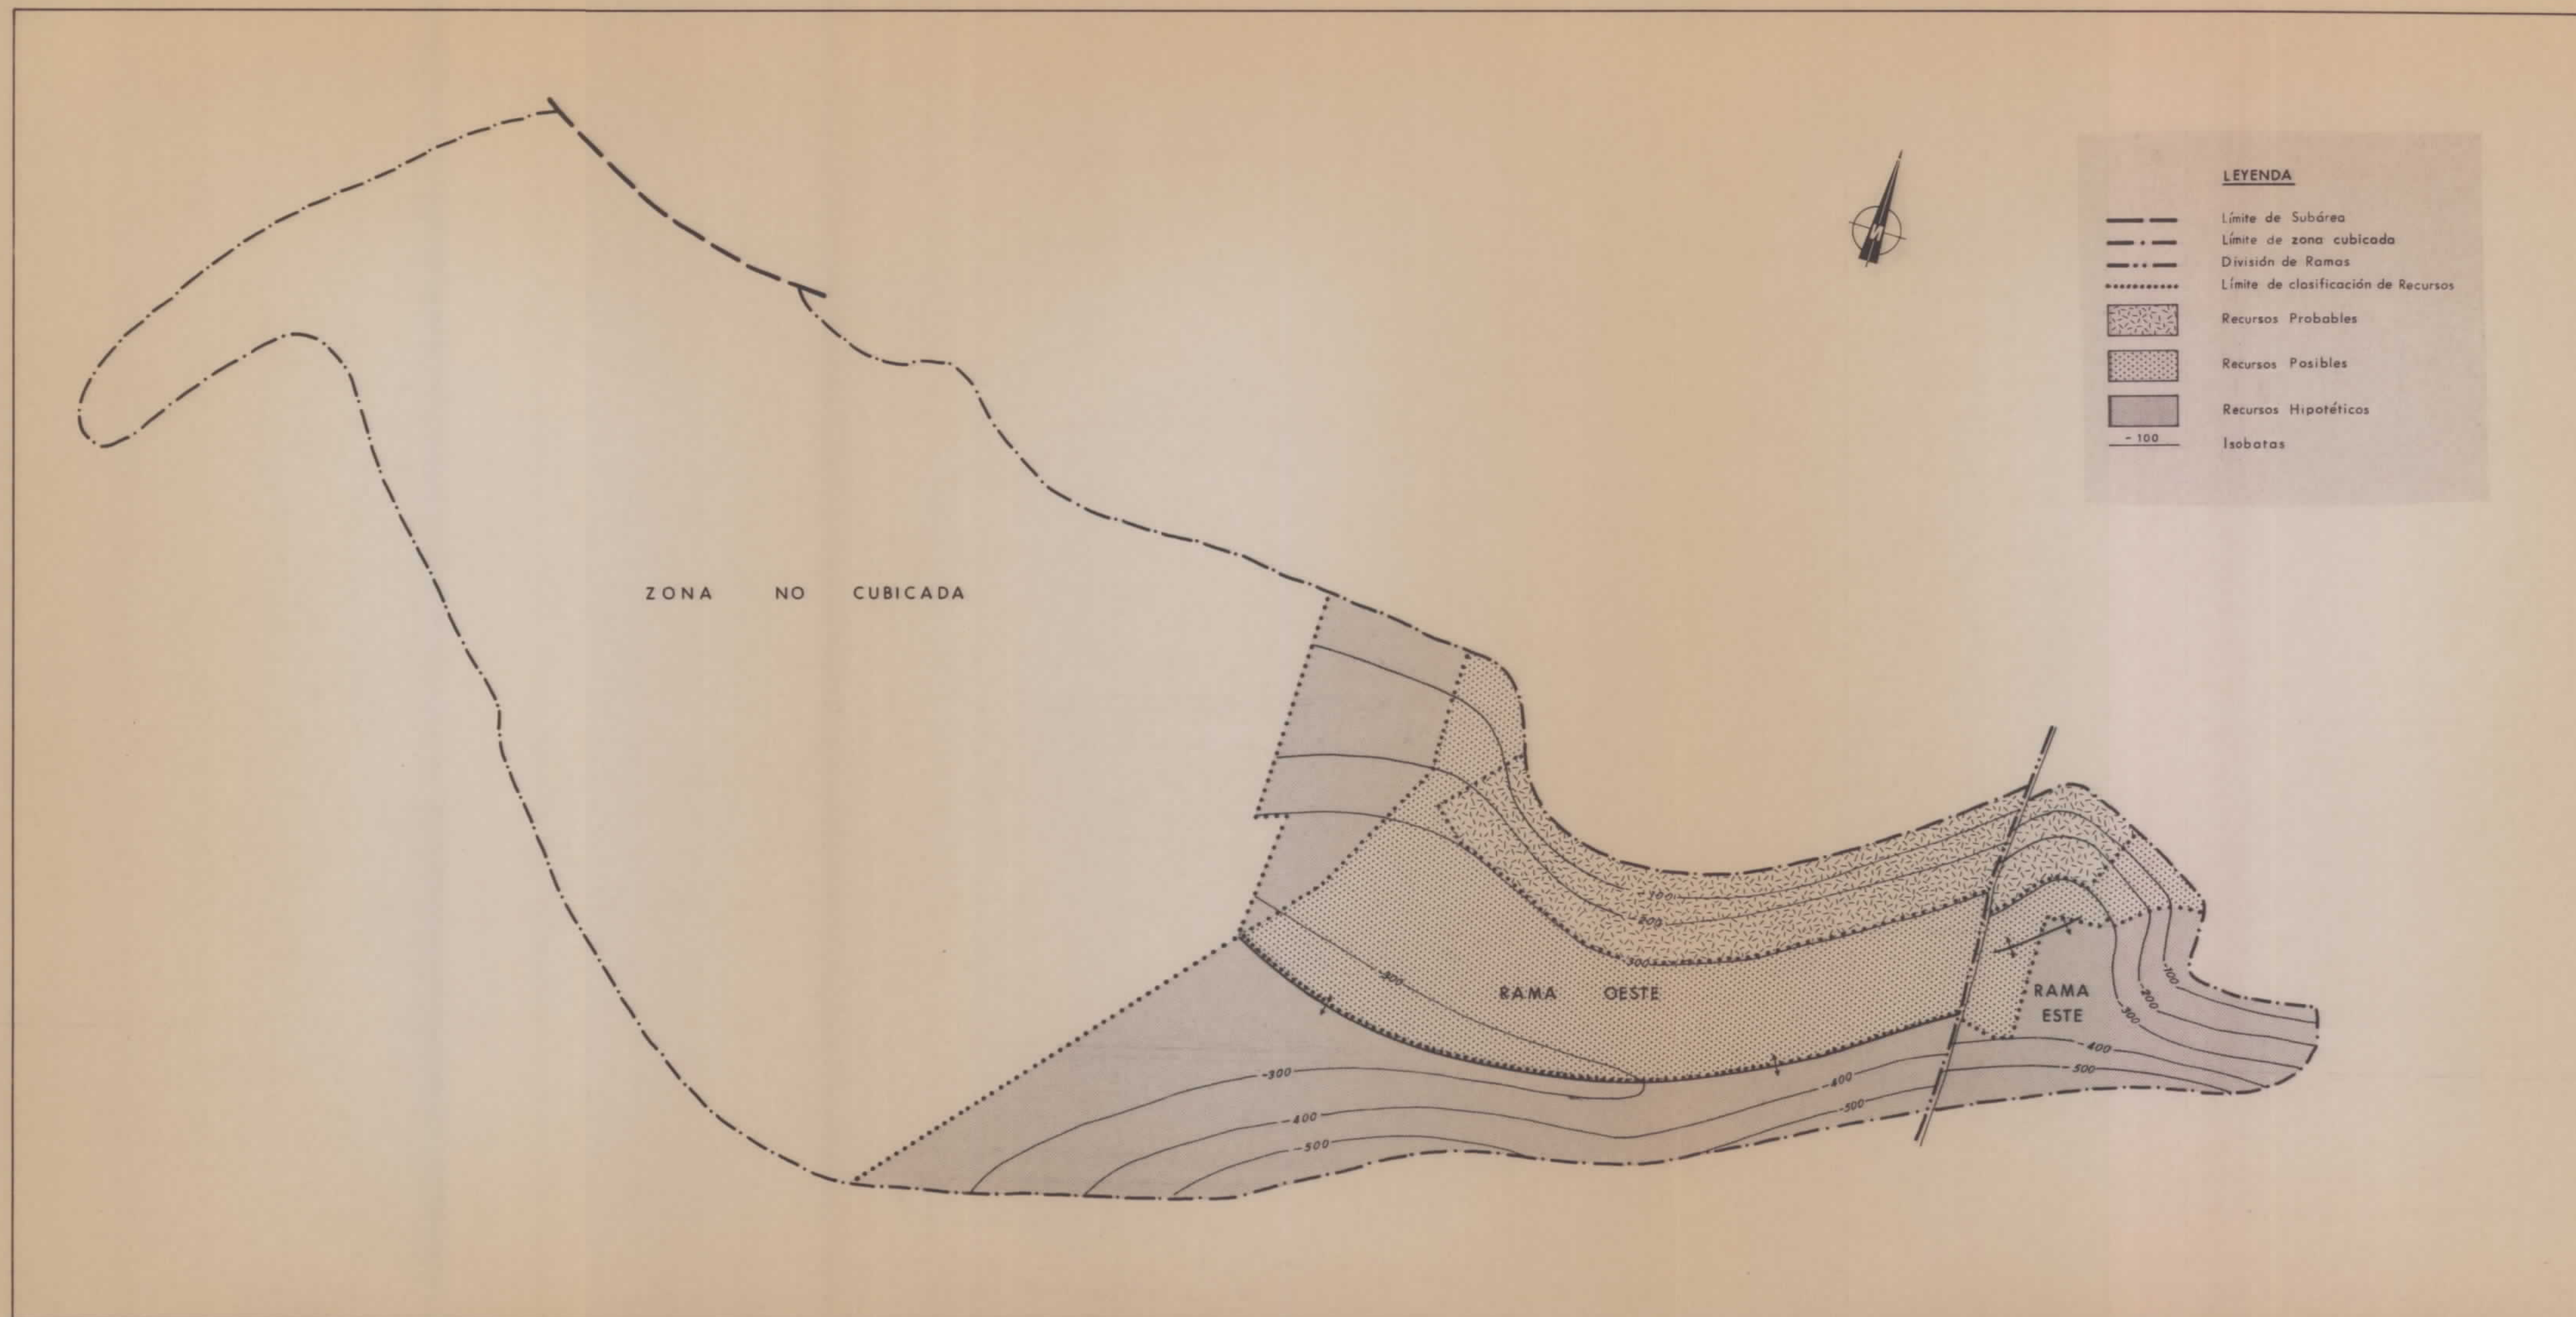 N
LEYENDA
Límite de Subárea
Límite de zona cubicada
División de Ramas
Límite de clasificación de Recursos
Recursos Probables
Recursos Posibles
Recursos Hipotéticos
-100
Isobatas
ZONA NO CUBICADA
-100
-200
-300
-300
RAMA OESTE
RAMA
ESTE
-100
-200
-300
-400
-500
-300
-400
-500
-400
-500